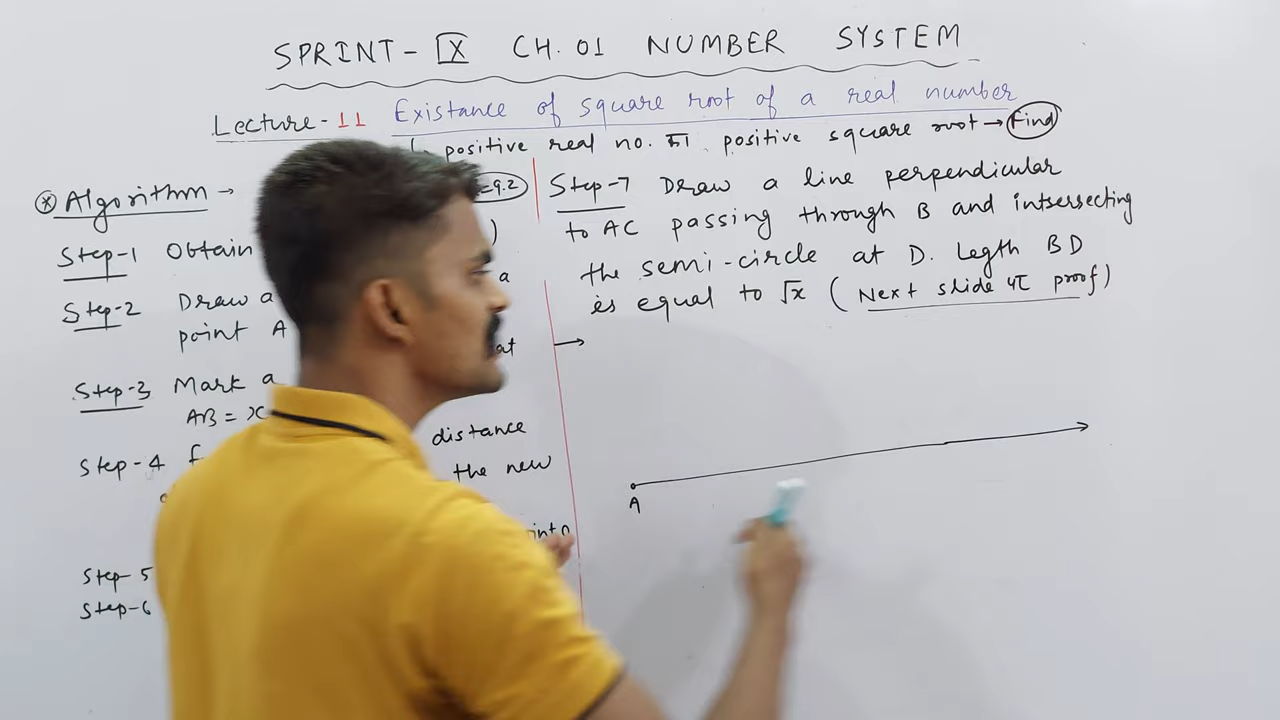 SPRINT - IX CH. 01 NUMBER SYSTEM
Lecture - 11 Existance of square root of a real number
positive real no. positive square root → Find
* Algorithm → =9.2
Step-1 Obtain )
Step-2 Draw a a
point A at
Step-3 Mark a
AB = x
Step-4 distance
the new
Step-5
Step-6
Step-7 Draw a line perpendicular
to AC passing through B and intsersecting
the semi-circle at D. Legth BD
is equal to √x ( Next slide पर proof)
→
A